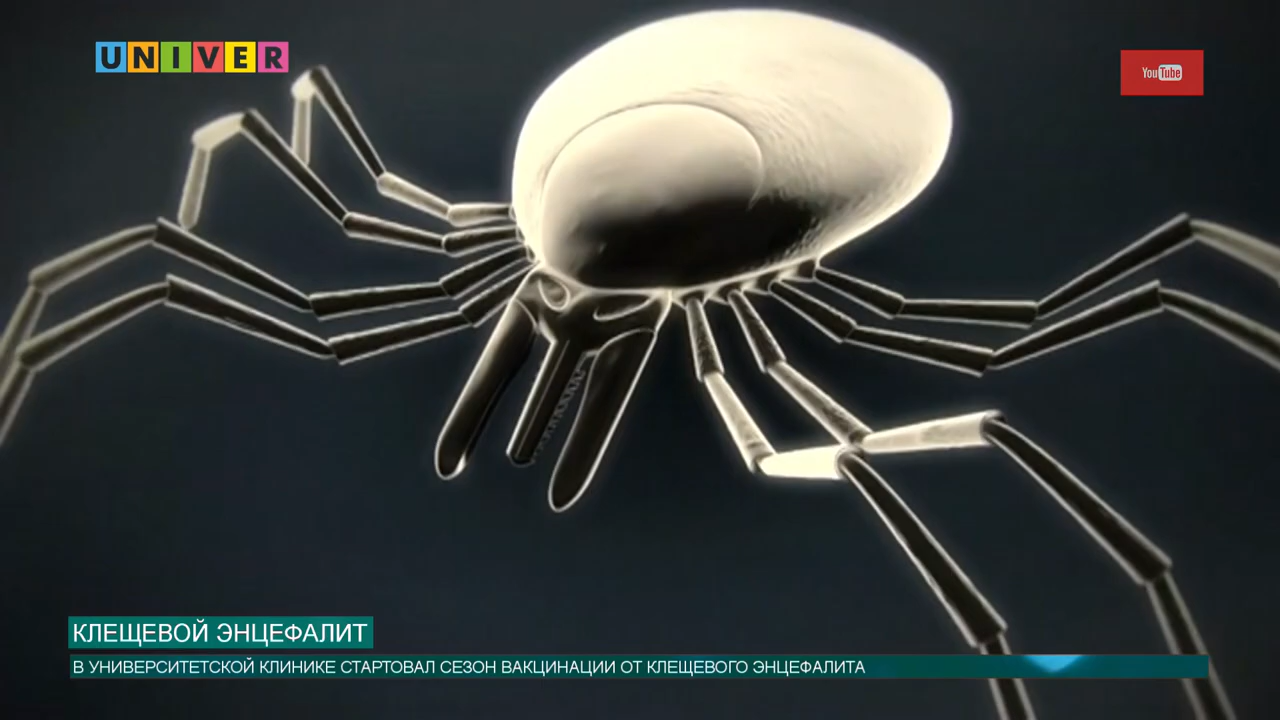 UNIVER
YouTube
КЛЕЩЕВОЙ ЭНЦЕФАЛИТ
В УНИВЕРСИТЕТСКОЙ КЛИНИКЕ СТАРТОВАЛ СЕЗОН ВАКЦИНАЦИИ ОТ КЛЕЩЕВОГО ЭНЦЕФАЛИТА